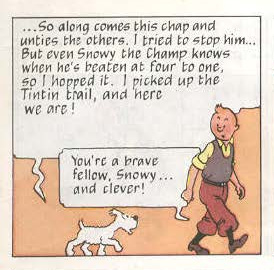 ...So along comes this chap and
unties the others. I tried to stop him...
But even Snowy the Champ knows
when he's beaten at four to one,
so I hopped it. I picked up the
Tintin trail, and here
we are!
You're a brave
fellow, Snowy...
and clever!